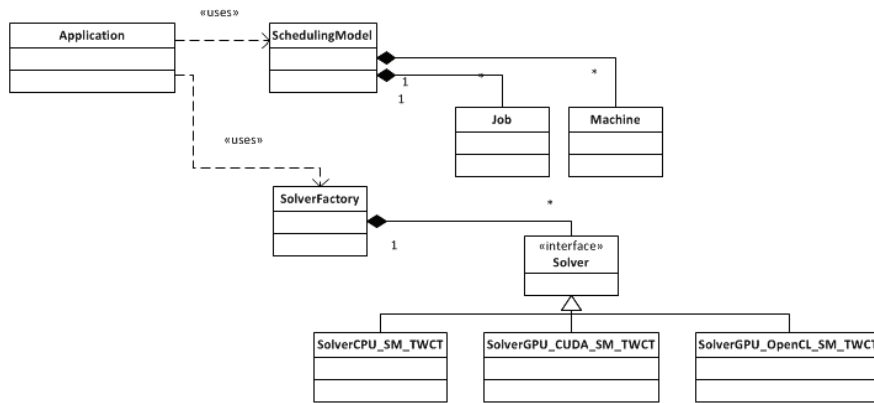 «uses»
Application
SchedulingModel
*
*
1
1
Job
Machine
«uses»
SolverFactory
*
1
«interface»
Solver
SolverCPU_SM_TWCT
SolverGPU_CUDA_SM_TWCT
SolverGPU_OpenCL_SM_TWCT